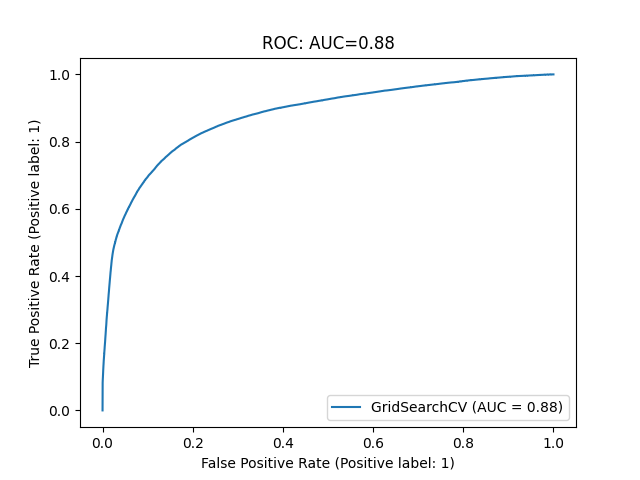 ROC: AUC=0.88
True Positive Rate (Positive label: 1)
1.0
0.8
0.6
0.4
0.2
0.0
GridSearchCV (AUC = 0.88)
0.0 0.2 0.4 0.6 0.8 1.0
False Positive Rate (Positive label: 1)